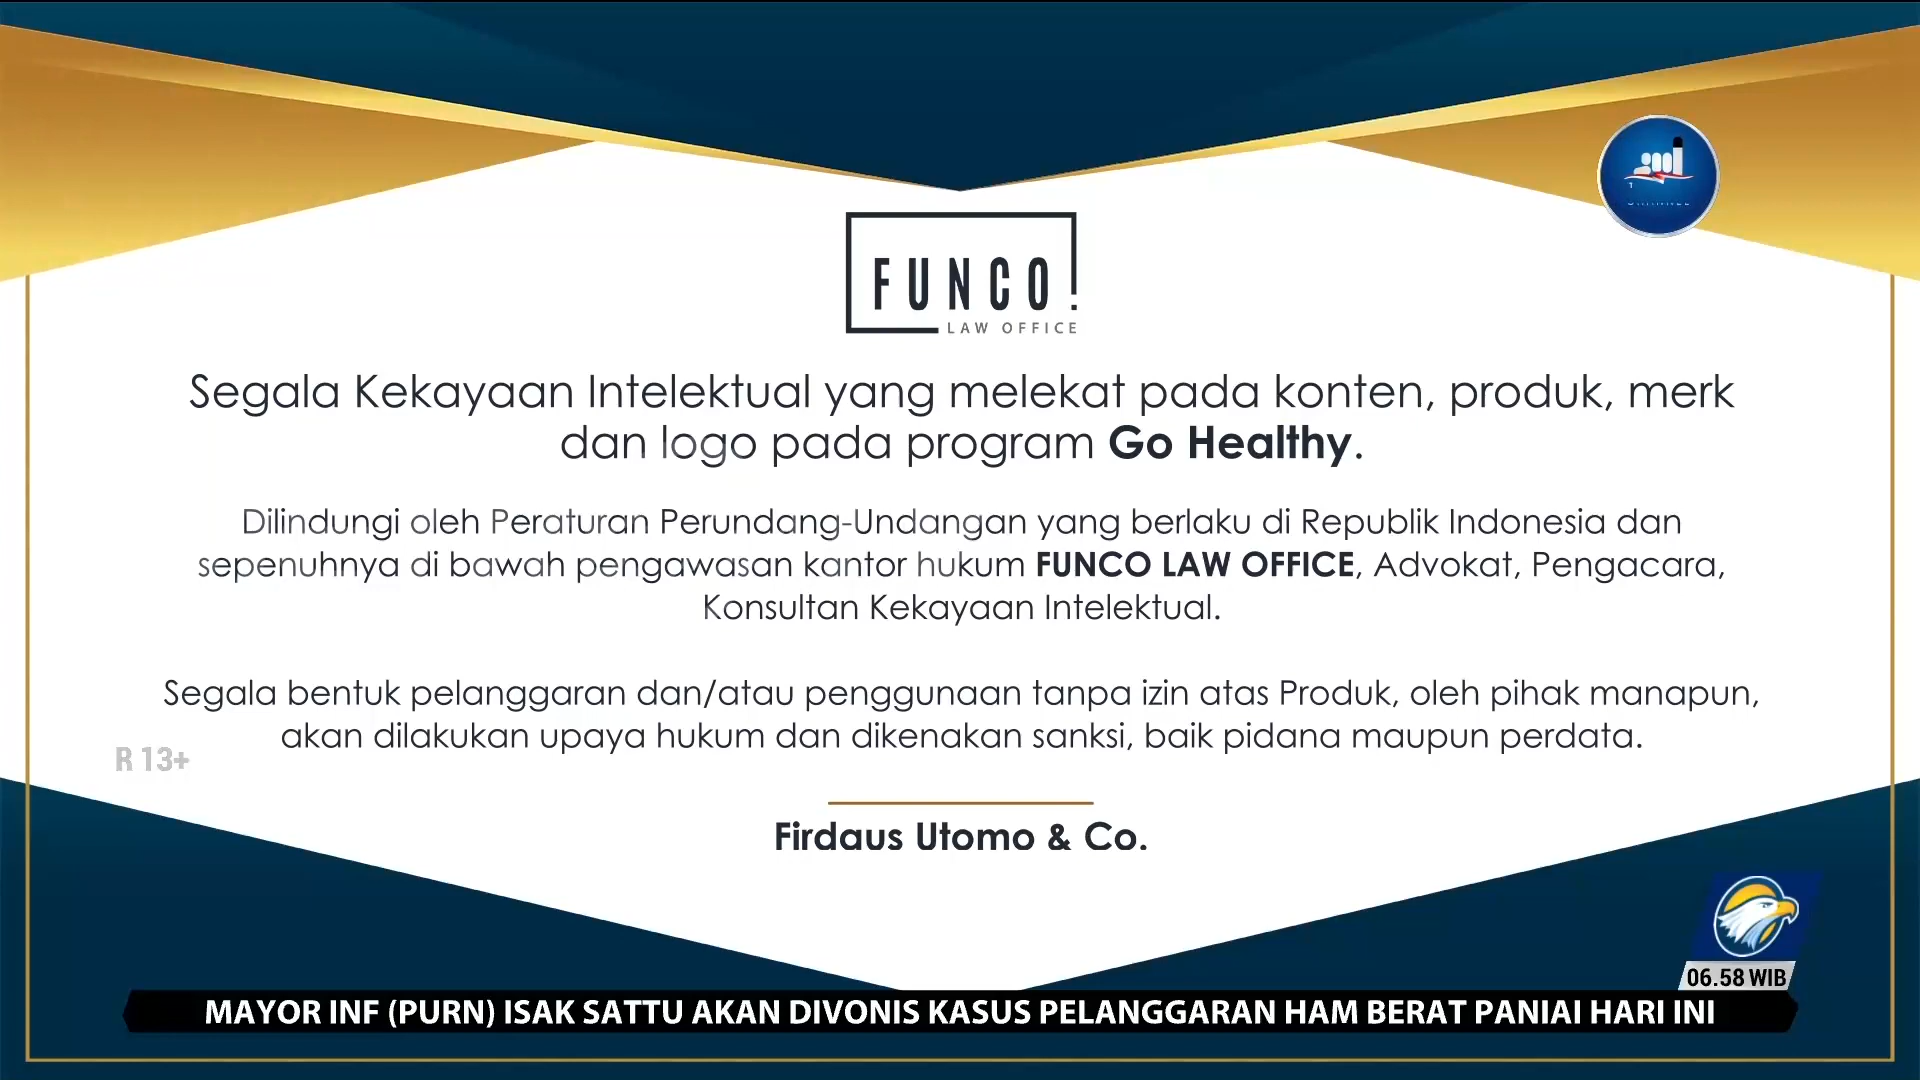 FUNCO!
LAW OFFICE
Segala Kekayaan Intelektual yang melekat pada konten, produk, merk
dan logo pada program Go Healthy.
Dilindungi oleh Peraturan Perundang-Undangan yang berlaku di Republik Indonesia dan
sepenuhnya di bawah pengawasan kantor hukum FUNCO LAW OFFICE, Advokat, Pengacara,
Konsultan Kekayaan Intelektual.
Segala bentuk pelanggaran dan/atau penggunaan tanpa izin atas Produk, oleh pihak manapun,
akan dilakukan upaya hukum dan dikenakan sanksi, baik pidana maupun perdata.
R 13+
Firdaus Utomo & Co.
06.58 WIB
MAYOR INF (PURN) ISAK SATTU AKAN DIVONIS KASUS PELANGGARAN HAM BERAT PANIAI HARI INI